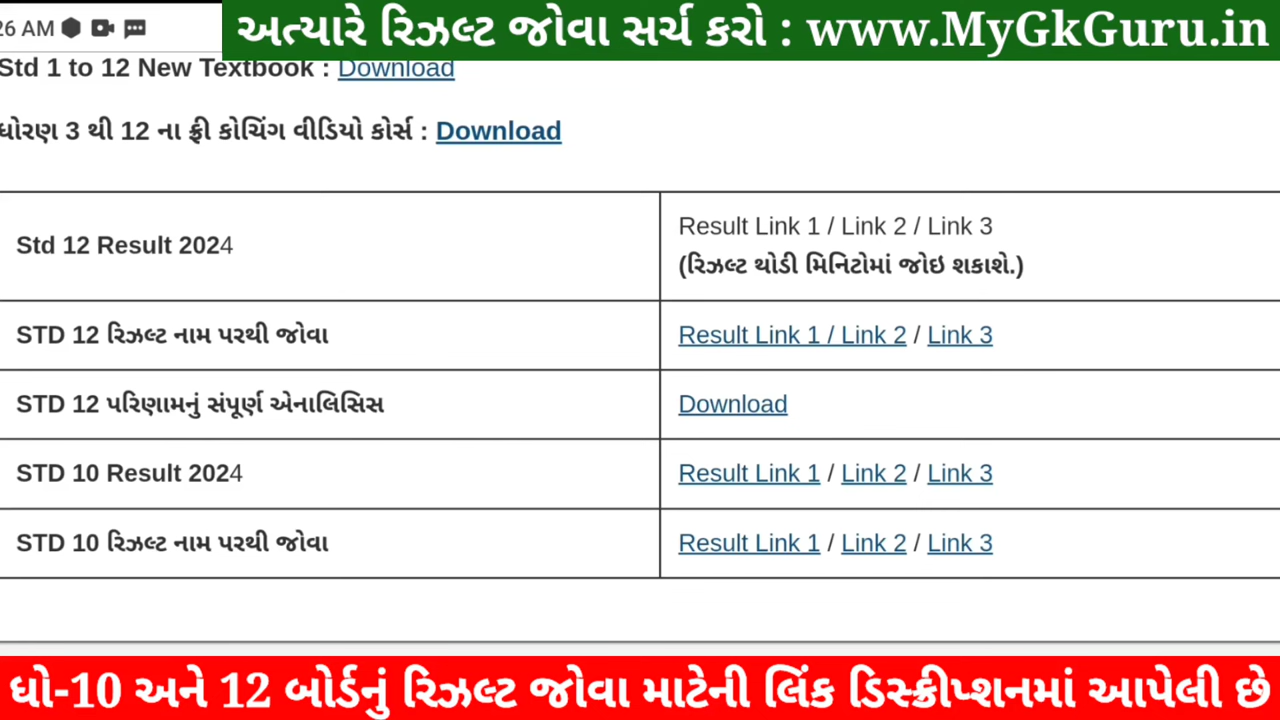 26 AM
અત્યારે રિઝલ્ટ જોવા સર્ચ કરો : www.MyGkGuru.in
Std 1 to 12 New Textbook : Download
ધોરણ 3 થી 12 ના ફ્રી કોચિંગ વીડિયો કોર્સ : Download
Std 12 Result 2024
Result Link 1 / Link 2 / Link 3
(રિઝલ્ટ થોડી મિનિટોમાં જોઇ શકાશે.)
STD 12 રિઝલ્ટ નામ પરથી જોવા
Result Link 1 / Link 2 / Link 3
STD 12 પરિણામનું સંપૂર્ણ એનાલિસિસ
Download
STD 10 Result 2024
Result Link 1 / Link 2 / Link 3
STD 10 રિઝલ્ટ નામ પરથી જોવા
Result Link 1 / Link 2 / Link 3
ધો-10 અને 12 બોર્ડનું રિઝલ્ટ જોવા માટેની લિંક ડિસ્ક્રીપ્શનમાં આપેલી છે